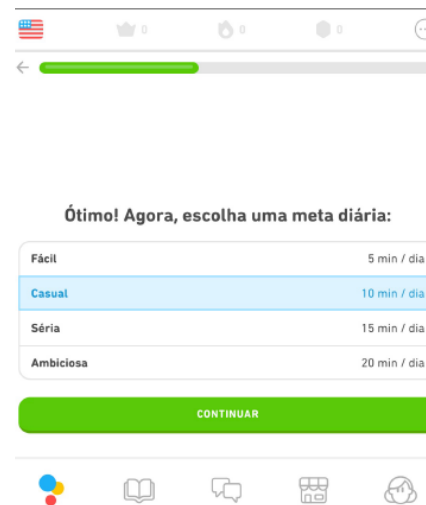 0 0 0
Ótimo! Agora, escolha uma meta diária:
Fácil 5 min / dia
Casual 10 min / dia
Séria 15 min / dia
Ambiciosa 20 min / dia
CONTINUAR